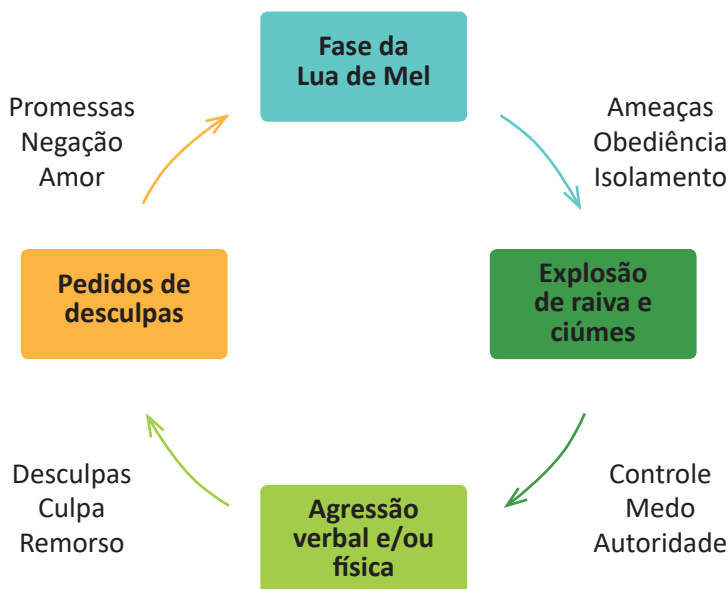 Fase da
Lua de Mel
Ameaças
Obediência
Isolamento
Explosão
de raiva e
ciúmes
Controle
Medo
Autoridade
Agressão
verbal e/ou
física
Desculpas
Culpa
Remorso
Pedidos de
desculpas
Promessas
Negação
Amor